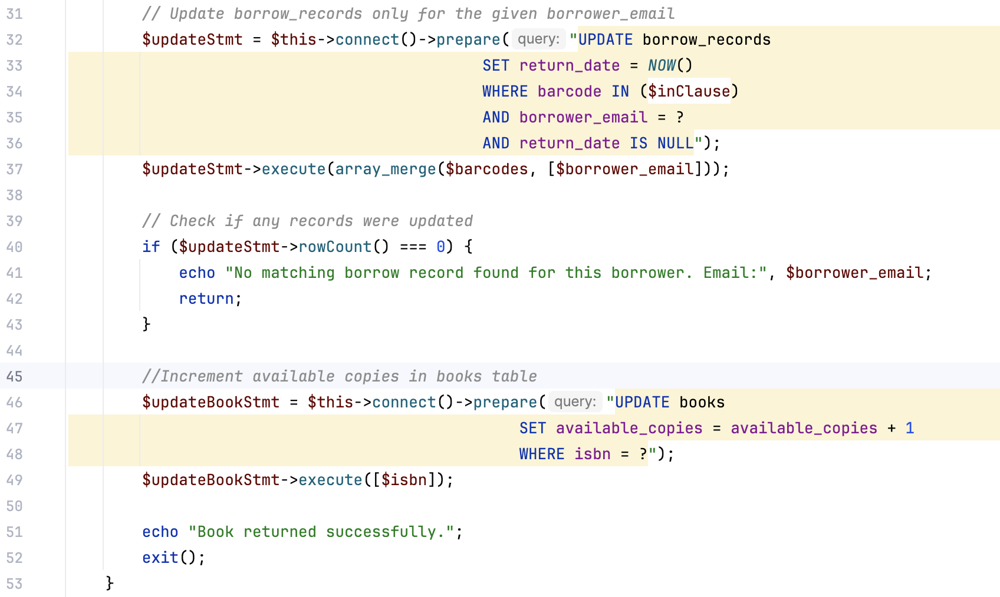 31 // Update borrow_records only for the given borrower_email
32 $updateStmt = $this->connect()->prepare( query: "UPDATE borrow_records
33 SET return_date = NOW()
34 WHERE barcode IN ($inClause)
35 AND borrower_email = ?
36 AND return_date IS NULL");
37 $updateStmt->execute(array_merge($barcodes, [$borrower_email]));
38
39 // Check if any records were updated
40 if ($updateStmt->rowCount() === 0) {
41 echo "No matching borrow record found for this borrower. Email:", $borrower_email;
42 return;
43 }
44
45 //Increment available copies in books table
46 $updateBookStmt = $this->connect()->prepare( query: "UPDATE books
47 SET available_copies = available_copies + 1
48 WHERE isbn = ?");
49 $updateBookStmt->execute([$isbn]);
50
51 echo "Book returned successfully.";
52 exit();
53 }